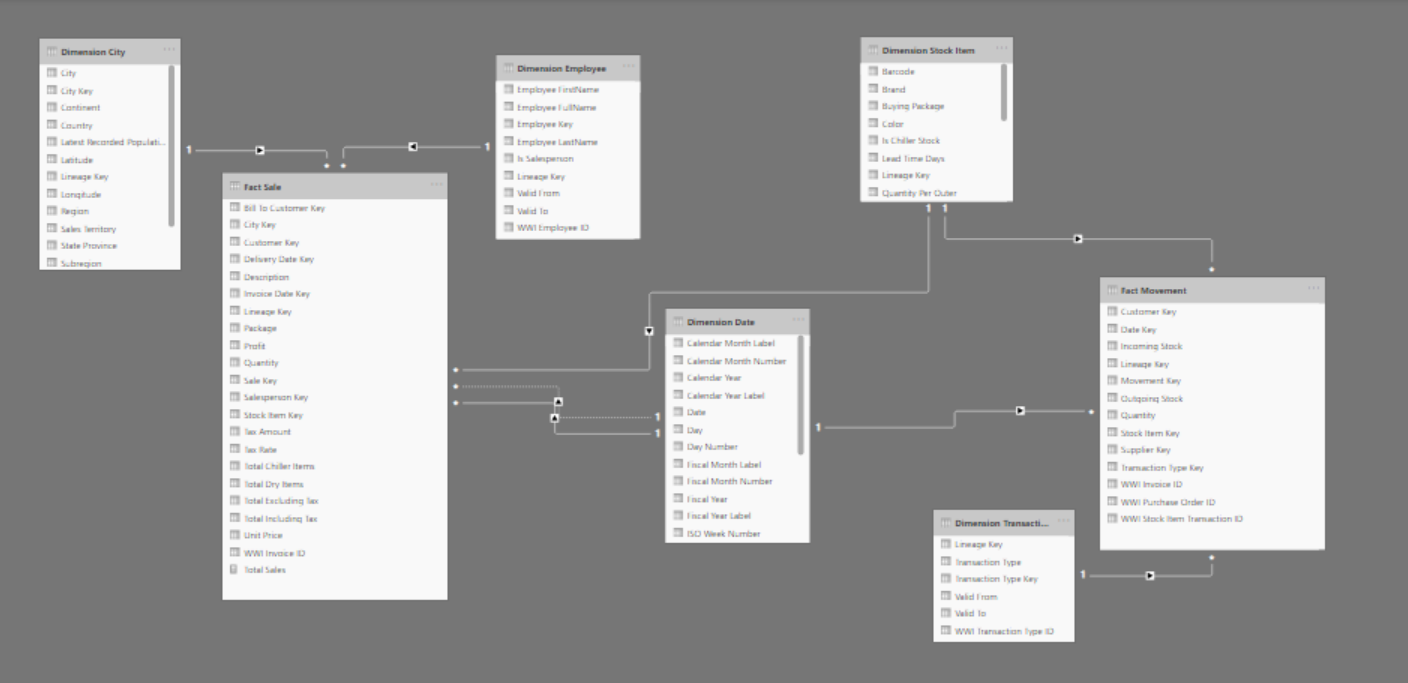 Dimension City
City
City Key
Continent
Country
Latest Recorded Populati...
Latitude
Lineage Key
Longitude
Region
Sales Territory
State Province
Subregion
1
Dimension Employee
Employee FirstName
Employee FullName
Employee Key
Employee LastName
Is Salesperson
Lineage Key
Valid From
Valid To
WWI Employee ID
1
*
*
Dimension Stock Item
Barcode
Brand
Buying Package
Color
Is Chiller Stock
Lead Time Days
Lineage Key
Quantity Per Outer
1
1
Fact Sale
Bill To Customer Key
City Key
Customer Key
Delivery Date Key
Description
Invoice Date Key
Lineage Key
Package
Profit
Quantity
Sale Key
Salesperson Key
Stock Item Key
Tax Amount
Tax Rate
Total Chiller Items
Total Dry Items
Total Excluding Tax
Total Including Tax
Unit Price
WWI Invoice ID
Total Sales
*
*
*
1
1
Dimension Date
Calendar Month Label
Calendar Month Number
Calendar Year
Calendar Year Label
Date
Day
Day Number
Fiscal Month Label
Fiscal Month Number
Fiscal Year
Fiscal Year Label
ISO Week Number
1
*
*
Fact Movement
Customer Key
Date Key
Incoming Stock
Lineage Key
Movement Key
Outgoing Stock
Quantity
Stock Item Key
Supplier Key
Transaction Type Key
WWI Invoice ID
WWI Purchase Order ID
WWI Stock Item Transaction ID
*
Dimension Transacti...
Lineage Key
Transaction Type
Transaction Type Key
Valid From
Valid To
WWI Transaction Type ID
1